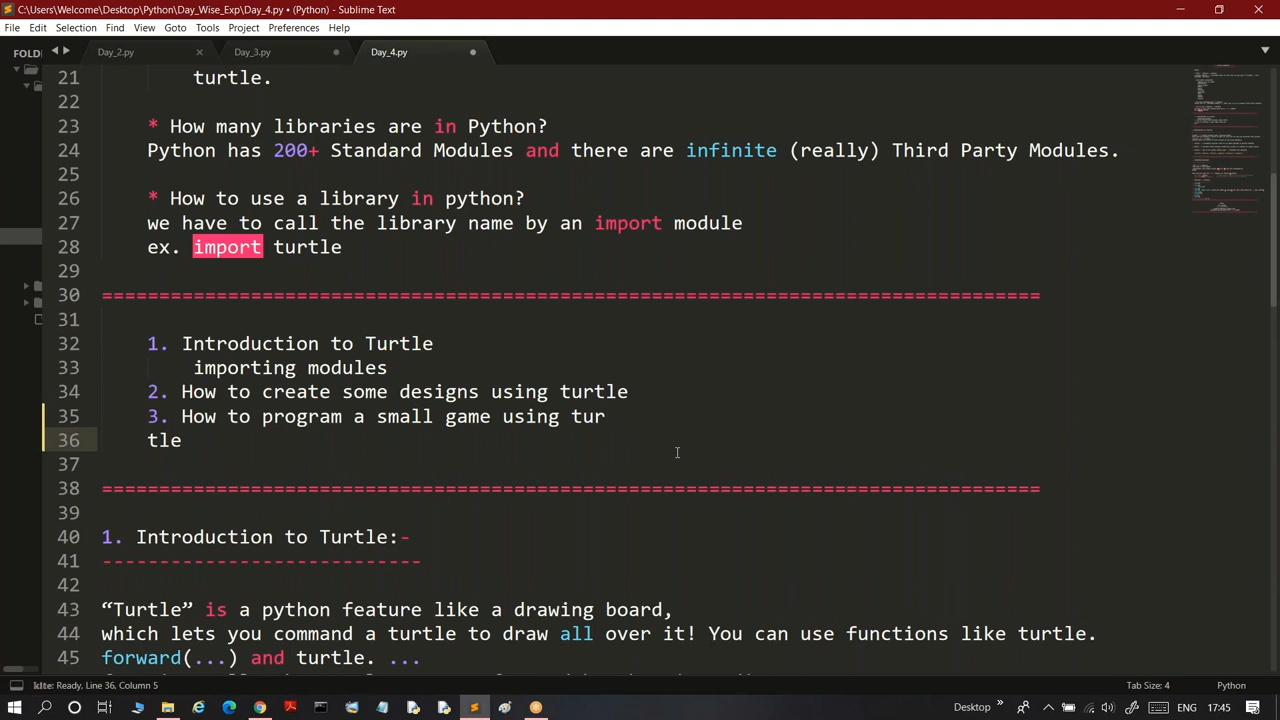 C:\Users\Welcome\Desktop\Python\Day_Wise_Exp\Day_4.py • (Python) - Sublime Text
File Edit Selection Find View Goto Tools Project Preferences Help
FOLD Day_2.py Day_3.py Day_4.py
21 turtle.
22
23 * How many libraries are in Python?
24 Python has 200+ Standard Modules and there are infinite (really) Third Party Modules.
25
26 * How to use a library in python?
27 we have to call the library name by an import module
28 ex. import turtle
29
30 ==================================================================================
31
32 1. Introduction to Turtle
33 importing modules
34 2. How to create some designs using turtle
35 3. How to program a small game using tur
36 tle
37
38 ==================================================================================
39
40 1. Introduction to Turtle:-
41 ----------------------------
42
43 “Turtle” is a python feature like a drawing board,
44 which lets you command a turtle to draw all over it! You can use functions like turtle.
45 forward(...) and turtle. ...
kite: Ready, Line 36, Column 5 Tab Size: 4 Python
Desktop ENG 17:45